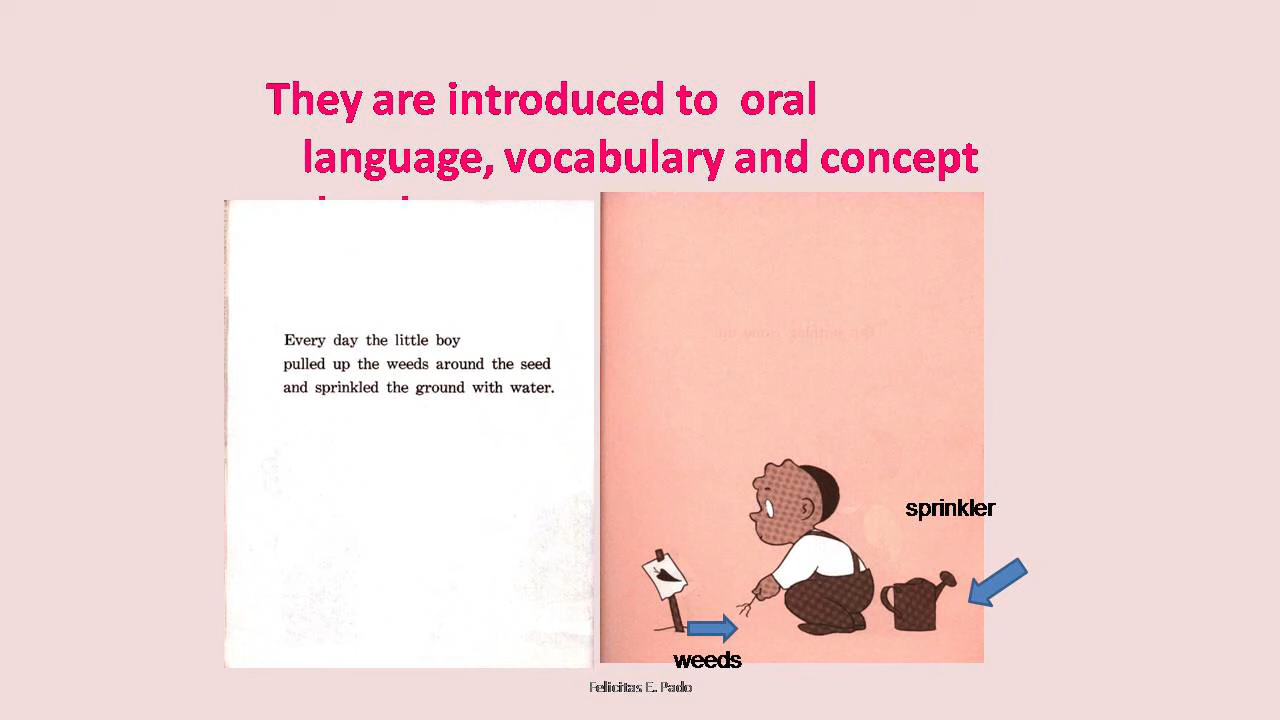 They are introduced to oral
language, vocabulary and concept
Every day the little boy
pulled up the weeds around the seed
and sprinkled the ground with water.
sprinkler
weeds
Felicitas E. Pado